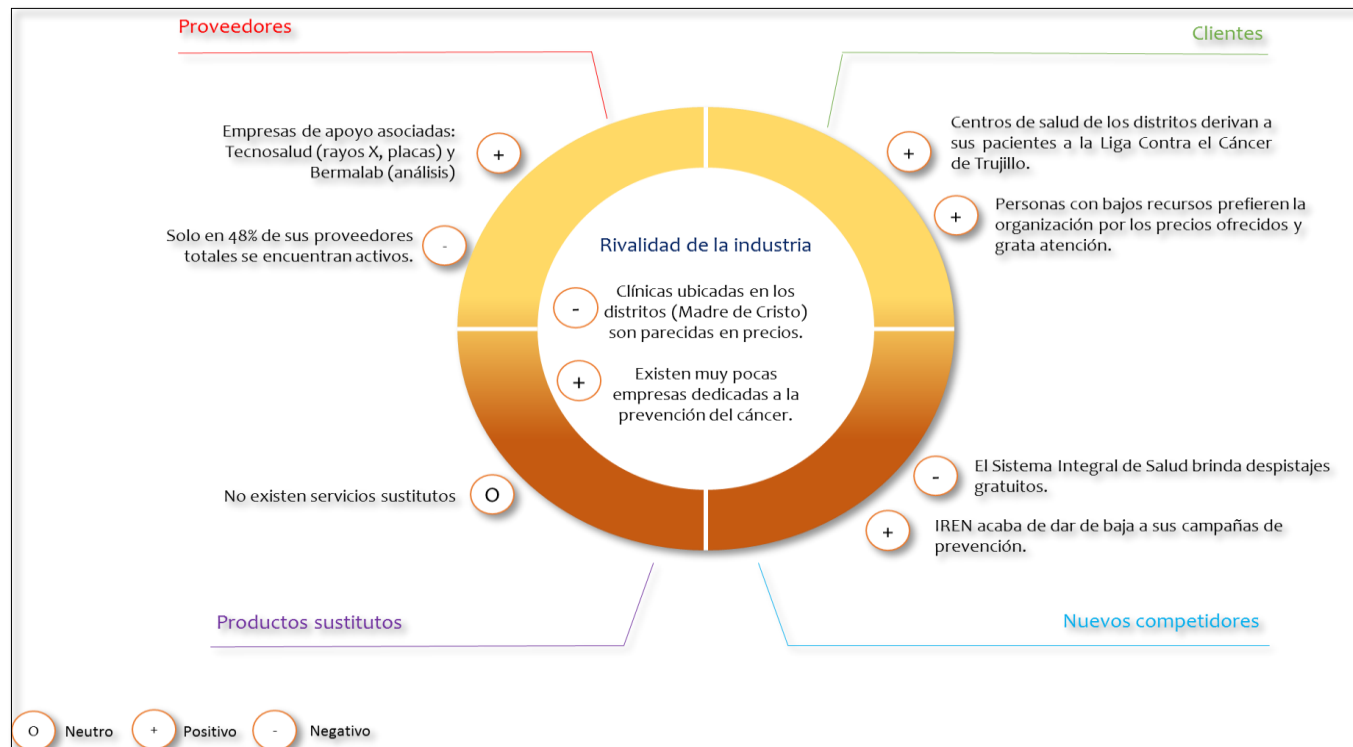 Proveedores
Clientes
Empresas de apoyo asociadas:
Tecnosalud (rayos X, placas) y
Bermalab (análisis)
+
Solo en 48% de sus proveedores
totales se encuentran activos.
-
+
Centros de salud de los distritos derivan a
sus pacientes a la Liga Contra el Cáncer
de Trujillo.
+
Personas con bajos recursos prefieren la
organización por los precios ofrecidos y
grata atención.
Rivalidad de la industria
-
Clínicas ubicadas en los
distritos (Madre de Cristo)
son parecidas en precios.
+
Existen muy pocas
empresas dedicadas a la
prevención del cáncer.
No existen servicios sustitutos
O
-
El Sistema Integral de Salud brinda despistajes
gratuitos.
+
IREN acaba de dar de baja a sus campañas de
prevención.
Productos sustitutos
Nuevos competidores
O Neutro + Positivo - Negativo